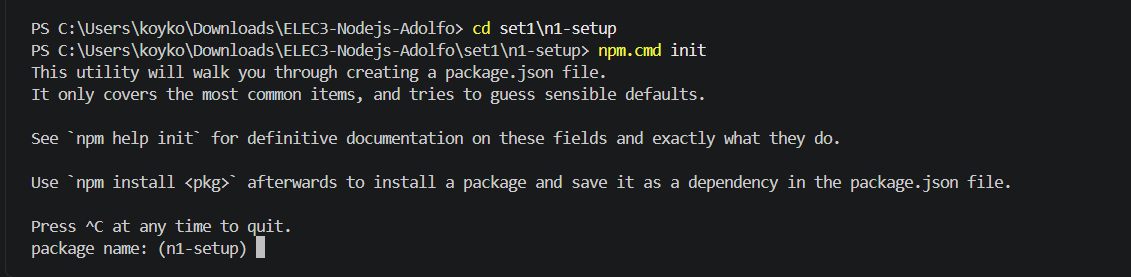 PS C:\Users\koyko\Downloads\ELEC3-Nodejs-Adolfo> cd set1\n1-setup
PS C:\Users\koyko\Downloads\ELEC3-Nodejs-Adolfo\set1\n1-setup> npm.cmd init
This utility will walk you through creating a package.json file.
It only covers the most common items, and tries to guess sensible defaults.

See `npm help init` for definitive documentation on these fields and exactly what they do.

Use `npm install <pkg>` afterwards to install a package and save it as a dependency in the package.json file.

Press ^C at any time to quit.
package name: (n1-setup)